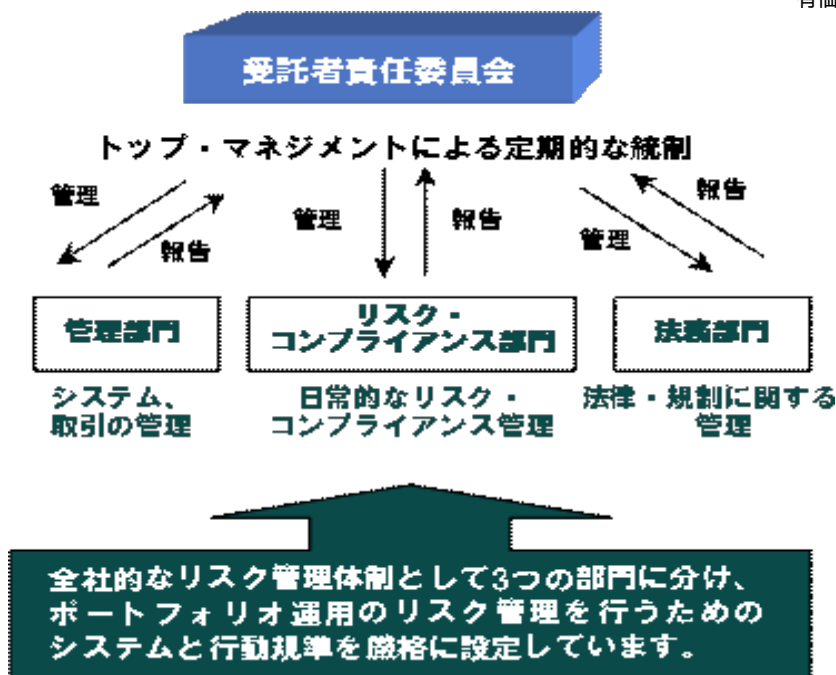 受託者責任委員会
トップ・マネジメントによる定期的な統制
管理
報告
管理
報告
管理
報告
管理部門
リスク・
コンプライアンス部門
法務部門
システム、
取引の管理
日常的なリスク・
コンプライアンス管理
法律・規制に関する
管理
全社的なリスク管理体制として3つの部門に分け、
ポートフォリオ運用のリスク管理を行うための
システムと行動規準を厳格に設定しています。